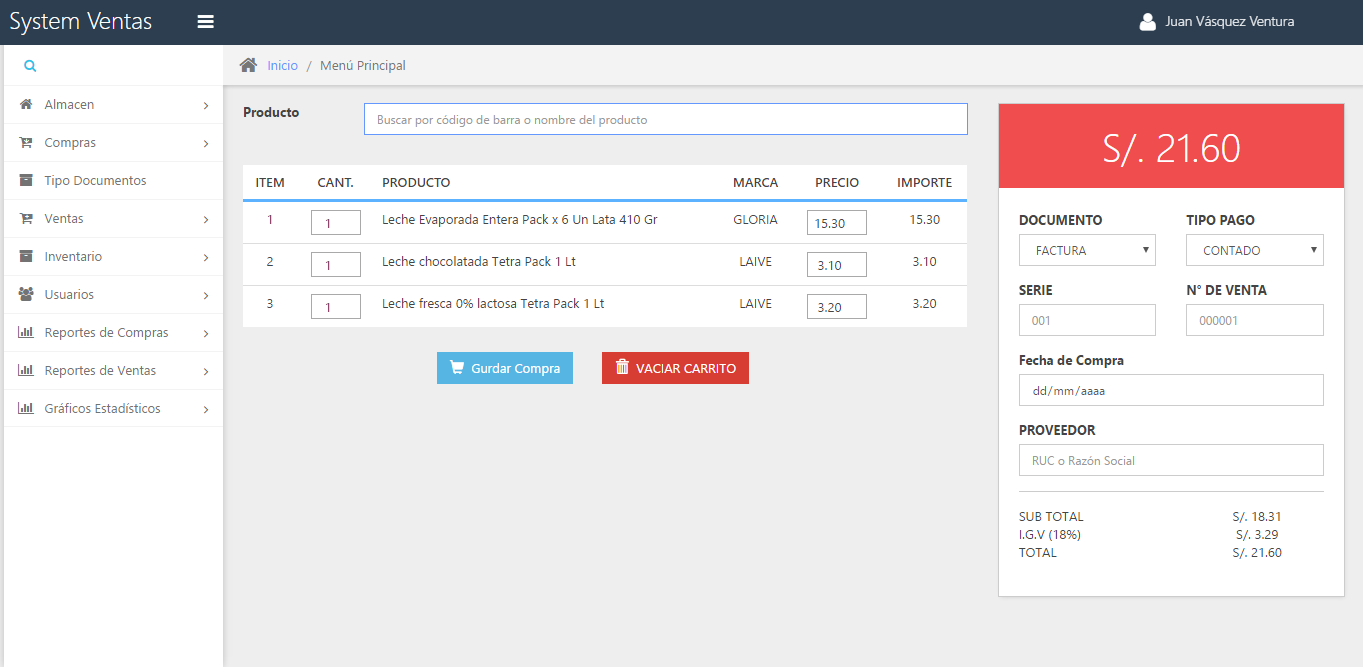 System Ventas
Juan Vásquez Ventura
Inicio / Menú Principal
Almacen
Compras
Tipo Documentos
Ventas
Inventario
Usuarios
Reportes de Compras
Reportes de Ventas
Gráficos Estadísticos
Producto
Buscar por código de barra o nombre del producto
ITEM CANT. PRODUCTO MARCA PRECIO IMPORTE
1 1 Leche Evaporada Entera Pack x 6 Un Lata 410 Gr GLORIA 15.30 15.30
2 1 Leche chocolatada Tetra Pack 1 Lt LAIVE 3.10 3.10
3 1 Leche fresca 0% lactosa Tetra Pack 1 Lt LAIVE 3.20 3.20
Gurdar Compra
VACIAR CARRITO
S/. 21.60
DOCUMENTO TIPO PAGO
FACTURA CONTADO
SERIE N° DE VENTA
001 000001
Fecha de Compra
dd/mm/aaaa
PROVEEDOR
RUC o Razón Social
SUB TOTAL S/. 18.31
I.G.V (18%) S/. 3.29
TOTAL S/. 21.60